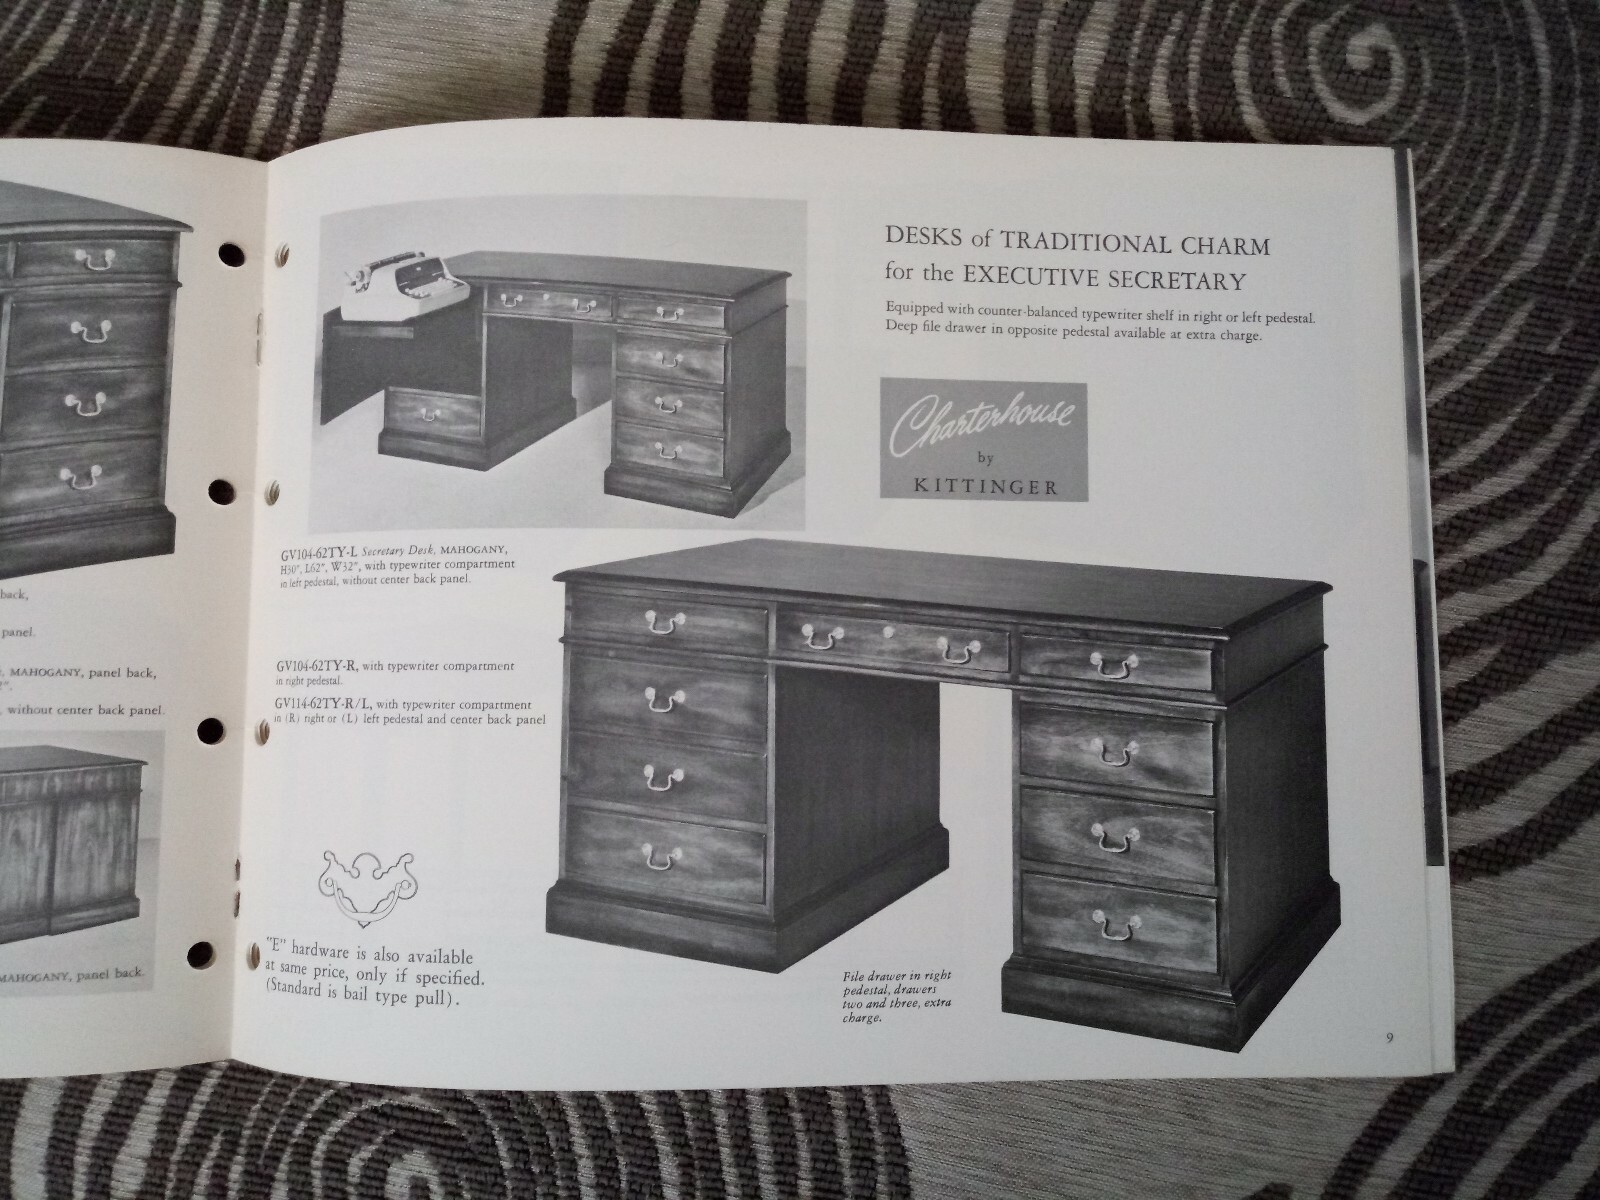 back,
panel.
MAHOGANY, panel back,
without center back panel.
MAHOGANY, panel back.
DESKS of TRADITIONAL CHARM
for the EXECUTIVE SECRETARY
Equipped with counter-balanced typewriter shelf in right or left pedestal.
Deep file drawer in opposite pedestal available at extra charge.
Charterhouse
by
KITTINGER
GV104-62TY-L Secretary Desk, MAHOGANY,
H30", L62", W32", with typewriter compartment
in left pedestal, without center back panel.
GV104-62TY-R, with typewriter compartment
in right pedestal.
GV114-62TY-R/L, with typewriter compartment
in (R) right or (L) left pedestal and center back panel
"E" hardware is also available
at same price, only if specified.
(Standard is bail type pull).
File drawer in right
pedestal, drawers
two and three, extra
charge.
9